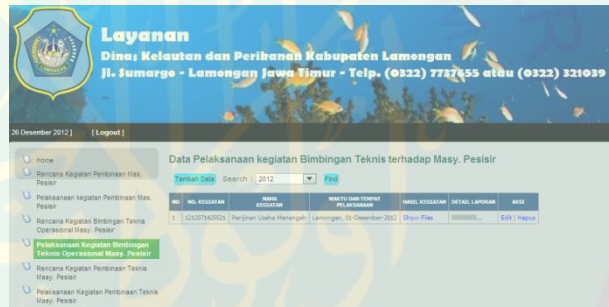 Layanan
Dinas Kelautan dan Perikanan Kabupaten Lamongan
Jl. Sumargo - Lamongan Jawa Timur - Telp. (0322) 7737655 atau (0322) 321039
26 Desember 2012 ] [ Logout ]
Home
Rencana Kegiatan Pembinaan Mas. Pesisir
Pelaksanaan kegiatan Pembinaan Mas. Pesisir
Rencana Kegiatan Bimbingan Teknis Operasional Masy. Pesisir
Pelaksanaan Kegiatan Bimbingan Teknis Operasional Masy. Pesisir
Rencana Kegiatan Pembinaan Teknis Masy. Pesisir
Pelaksanaan Kegiatan Pembinaan Teknis Masy. Pesisir
Data Pelaksanaan kegiatan Bimbingan Teknis terhadap Masy. Pesisir
Tambah Data Search : 2012 Find
NO NO. KEGIATAN NAMA KEGIATAN WAKTU DAN TEMPAT PELAKSANAAN HASIL KEGIATAN DETAIL LAPORAN AKSI
1 1212071425521 Perijinan Usaha Menengah Lamongan, 01-Desember-2012 Show Files Edit | Hapus